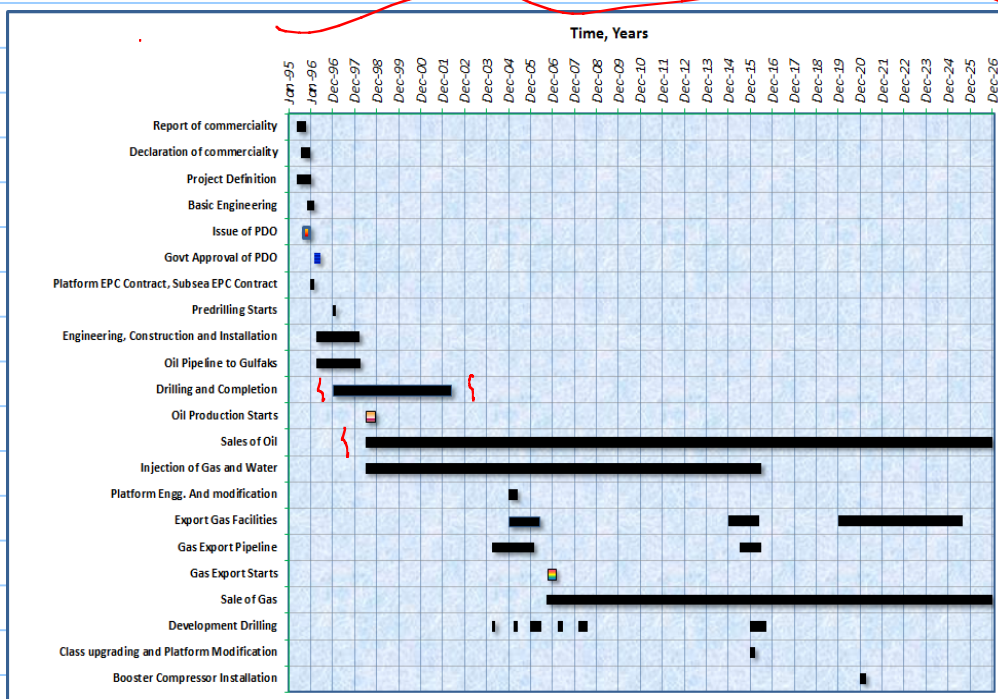 Time, Years
Jan-95 Jan-96 Dec-96 Dec-97 Dec-98 Dec-99 Dec-00 Dec-01 Dec-02 Dec-03 Dec-04 Dec-05 Dec-06 Dec-07 Dec-08 Dec-09 Dec-10 Dec-11 Dec-12 Dec-13 Dec-14 Dec-15 Dec-16 Dec-17 Dec-18 Dec-19 Dec-20 Dec-21 Dec-22 Dec-23 Dec-24 Dec-25 Dec-26
Report of commerciality
Declaration of commerciality
Project Definition
Basic Engineering
Issue of PDO
Govt Approval of PDO
Platform EPC Contract, Subsea EPC Contract
Predrilling Starts
Engineering, Construction and Installation
Oil Pipeline to Gulfaks
Drilling and Completion
Oil Production Starts
Sales of Oil
Injection of Gas and Water
Platform Engg. And modification
Export Gas Facilities
Gas Export Pipeline
Gas Export Starts
Sale of Gas
Development Drilling
Class upgrading and Platform Modification
Booster Compressor Installation